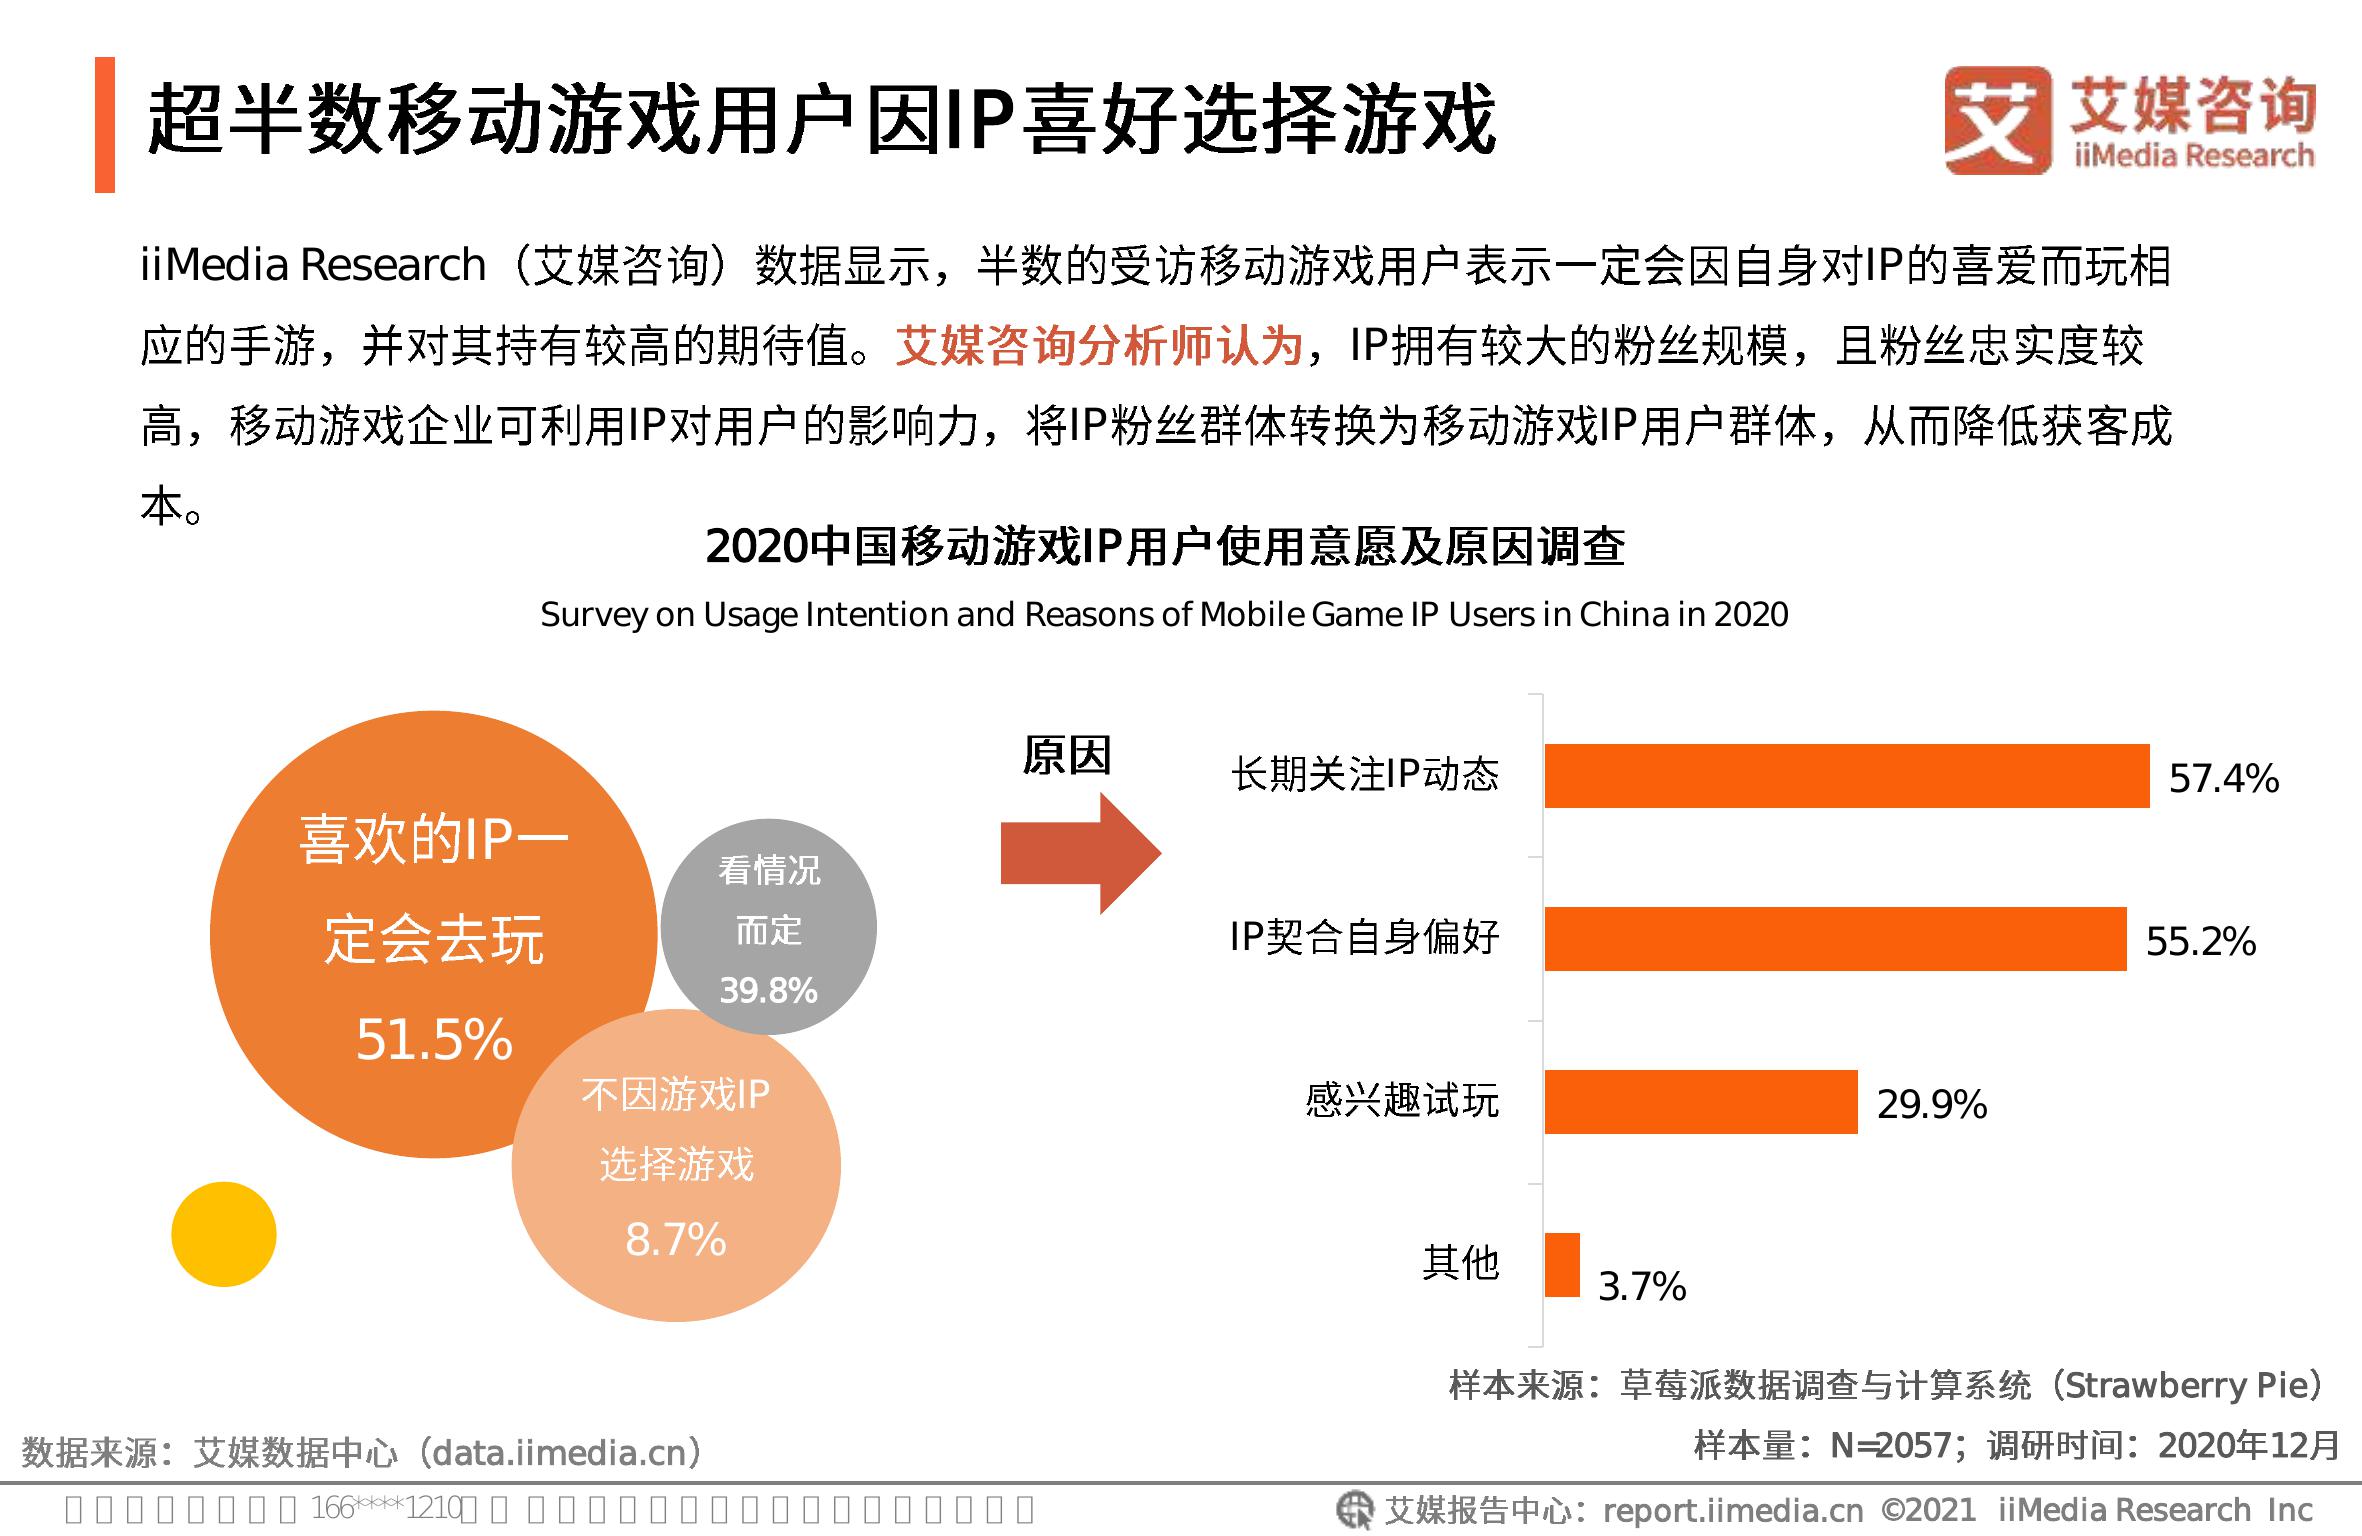 超半数移动游戏用户因IP喜好选择游戏
艾 艾媒咨询
iiMedia Research
iiMedia Research（艾媒咨询）数据显示，半数的受访移动游戏用户表示一定会因自身对IP的喜爱而玩相
应的手游，并对其持有较高的期待值。艾媒咨询分析师认为，IP拥有较大的粉丝规模，且粉丝忠实度较
高，移动游戏企业可利用IP对用户的影响力，将IP粉丝群体转换为移动游戏IP用户群体，从而降低获客成
本。
2020中国移动游戏IP用户使用意愿及原因调查
Survey on Usage Intention and Reasons of Mobile Game IP Users in China in 2020
喜欢的IP一
定会去玩
51.5%
看情况
而定
39.8%
不因游戏IP
选择游戏
8.7%
原因
长期关注IP动态 57.4%
IP契合自身偏好 55.2%
感兴趣试玩 29.9%
其他 3.7%
样本来源：草莓派数据调查与计算系统（Strawberry Pie）
数据来源：艾媒数据中心（data.iimedia.cn）
样本量：N=2057；调研时间：2020年12月
166****1210
艾媒报告中心：report.iimedia.cn ©2021 iiMedia Research Inc